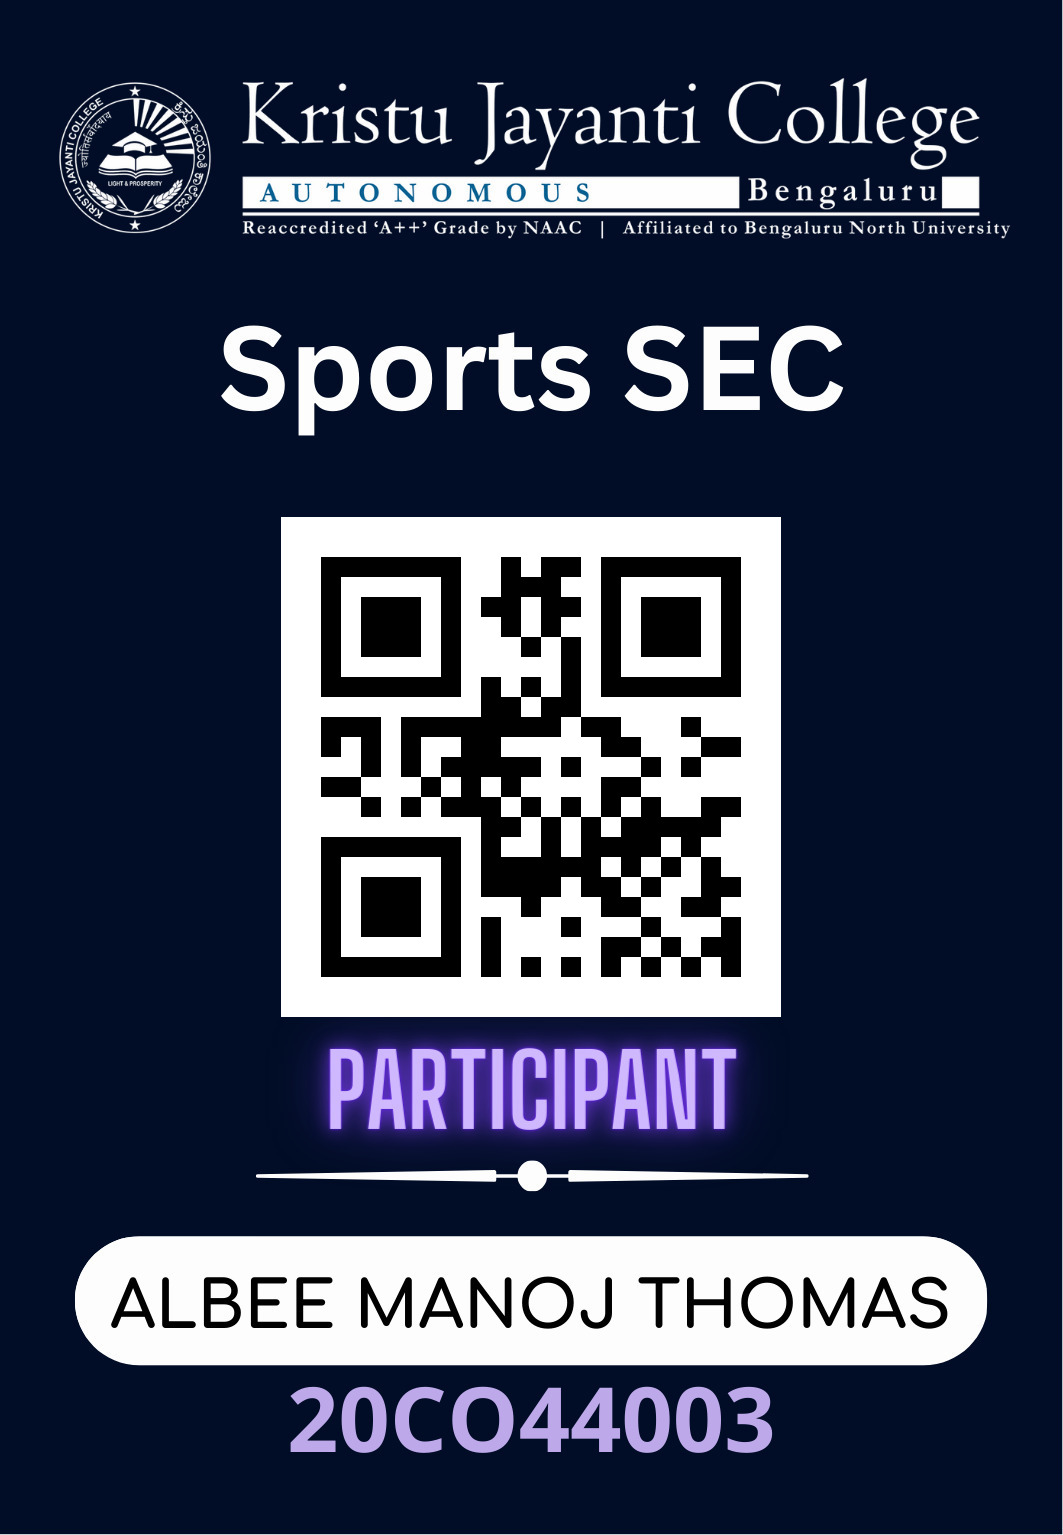 Kristu Jayanti College
AUTONOMOUS Bengaluru
Reaccredited ‘A++’ Grade by NAAC | Affiliated to Bengaluru North University
KRISTU JAYANTI COLLEGE
LIGHT & PROSPERITY
Sports SEC
PARTICIPANT
ALBEE MANOJ THOMAS
20CO44003